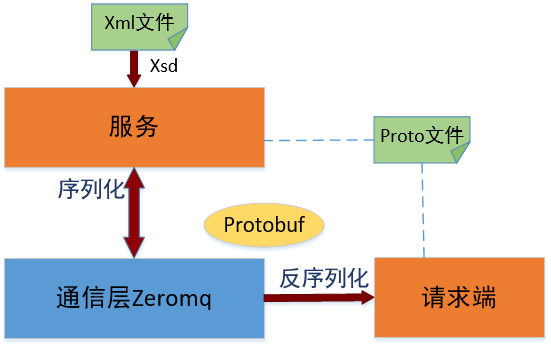 Xml文件
Xsd
服务
Proto文件
序列化
Protobuf
反序列化
通信层Zeromq
请求端